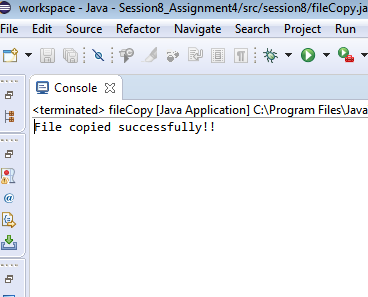 workspace - Java - Session8_Assignment4/src/session8/fileCopy.ja
File Edit Source Refactor Navigate Search Project Ru
Console
<terminated> fileCopy [Java Application] C:\Program Files\Java
File copied successfully!!